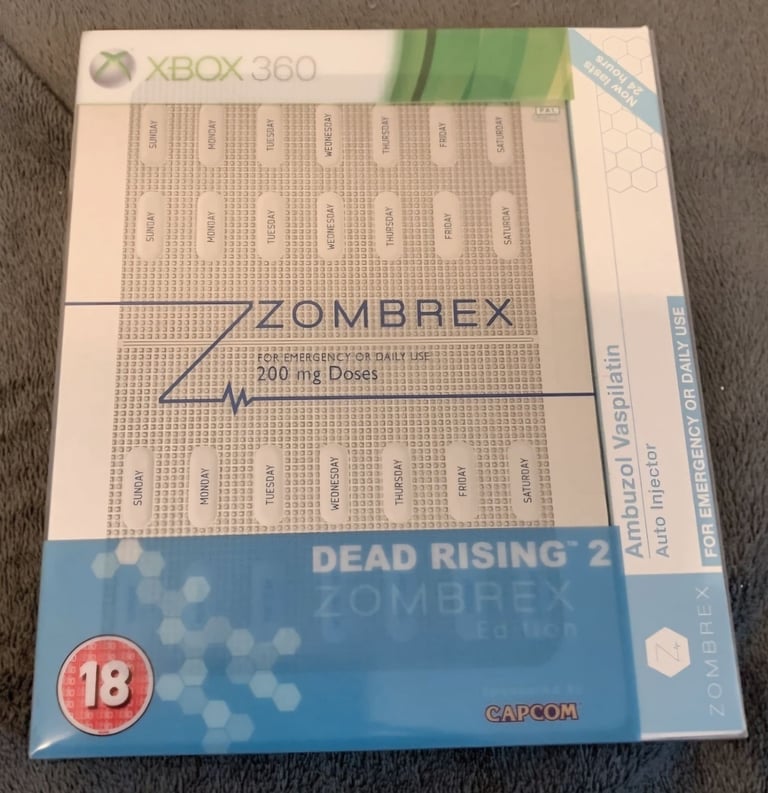 XBOX 360
PAL
Now lasts
24 hours
SUNDAY MONDAY TUESDAY WEDNESDAY THURSDAY FRIDAY SATURDAY
SUNDAY MONDAY TUESDAY WEDNESDAY THURSDAY FRIDAY SATURDAY
ZOMBREX
FOR EMERGENCY OR DAILY USE
200 mg Doses
SUNDAY MONDAY TUESDAY WEDNESDAY THURSDAY FRIDAY SATURDAY
DEAD RISING™ 2
ZOMBREX
Edition
18
CAPCOM
Ambuzol Vaspilatin
Auto Injector
FOR EMERGENCY OR DAILY USE
ZOMBREX